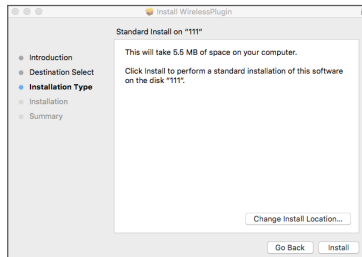 Install WirelessPlugin
Standard Install on "111"
Introduction
Destination Select
Installation Type
Installation
Summary
This will take 5.5 MB of space on your computer.
Click Install to perform a standard installation of this software
on the disk "111".
Change Install Location...
Go Back
Install